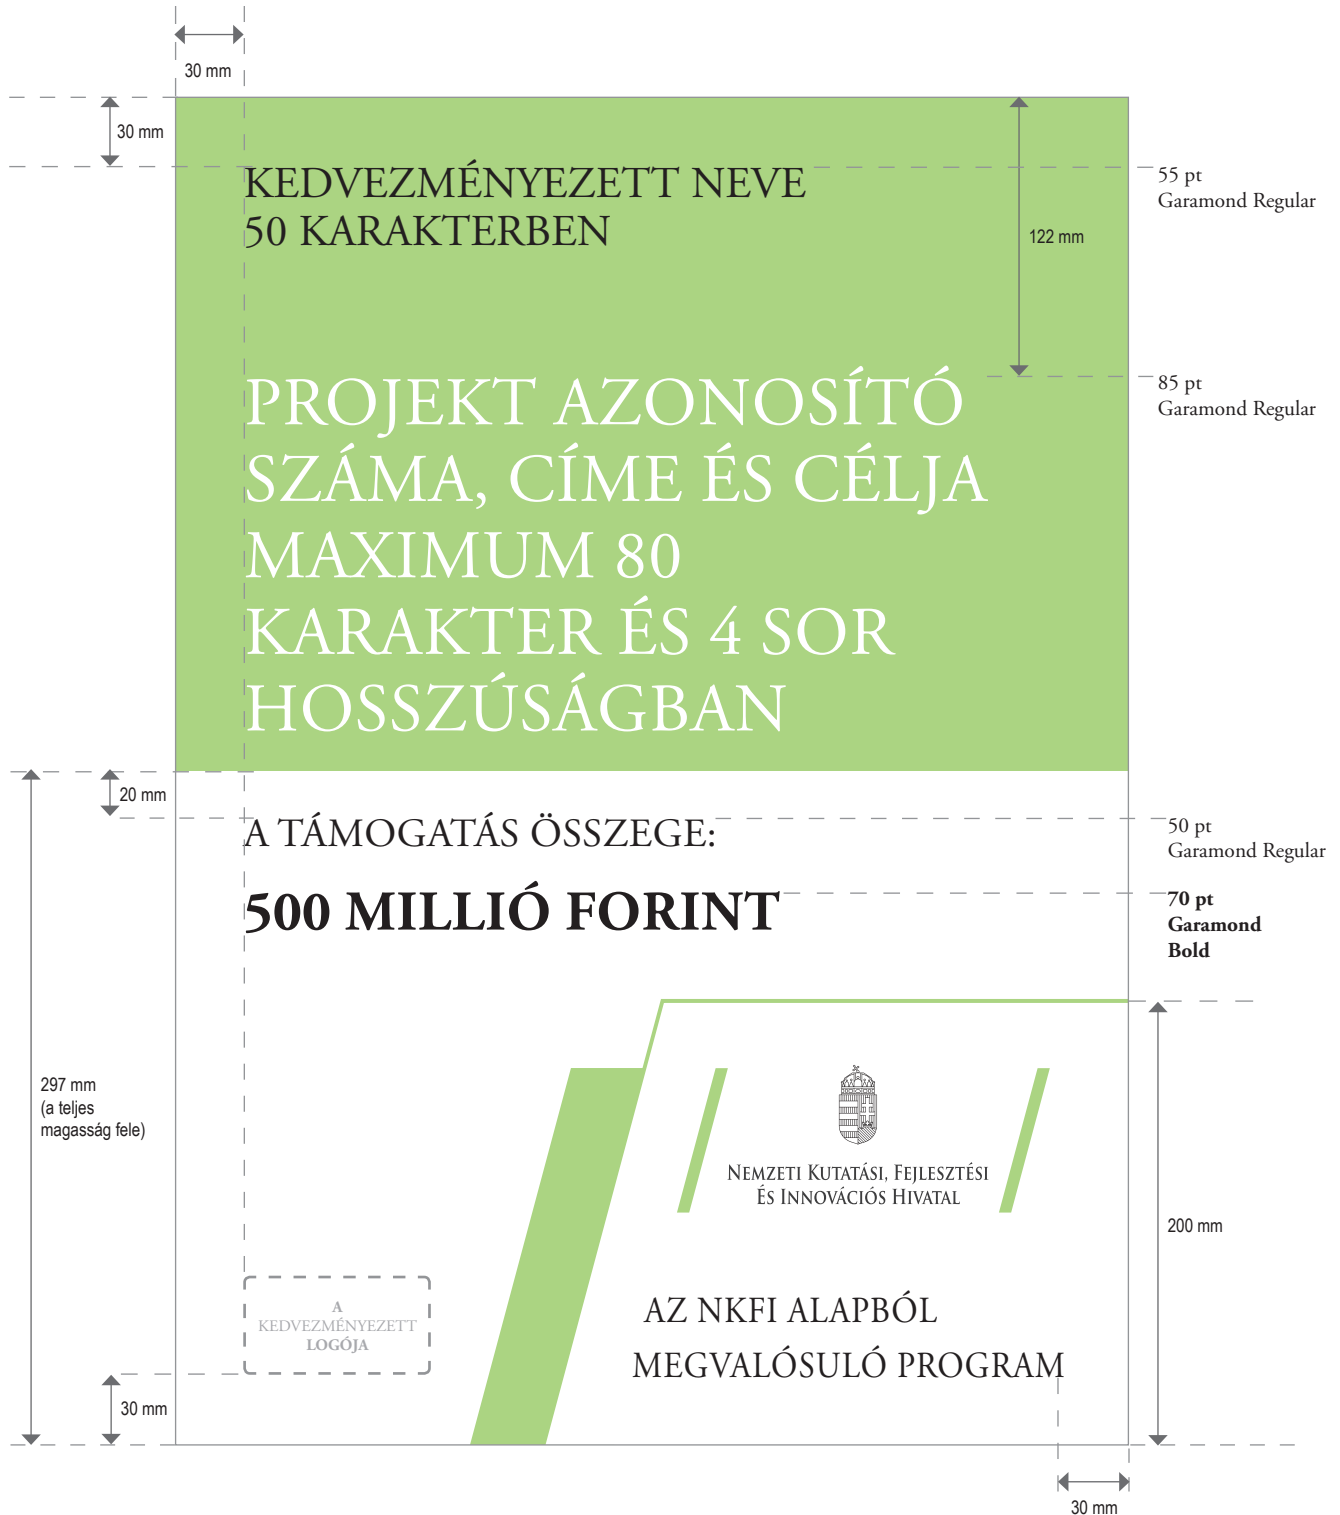 30 mm
30 mm
KEDVEZMÉNYEZETT NEVE
50 KARAKTERBEN
55 pt
Garamond Regular
122 mm
PROJEKT AZONOSÍTÓ
SZÁMA, CÍME ÉS CÉLJA
MAXIMUM 80
KARAKTER ÉS 4 SOR
HOSSZÚSÁGBAN
85 pt
Garamond Regular
20 mm
A TÁMOGATÁS ÖSSZEGE:
50 pt
Garamond Regular
500 MILLIÓ FORINT
70 pt
Garamond
Bold
297 mm
(a teljes
magasság fele)
NEMZETI KUTATÁSI, FEJLESZTÉSI
ÉS INNOVÁCIÓS HIVATAL
200 mm
A
KEDVEZMÉNYEZETT
LOGÓJA
AZ NKFI ALAPBÓL
MEGVALÓSULÓ PROGRAM
30 mm
30 mm